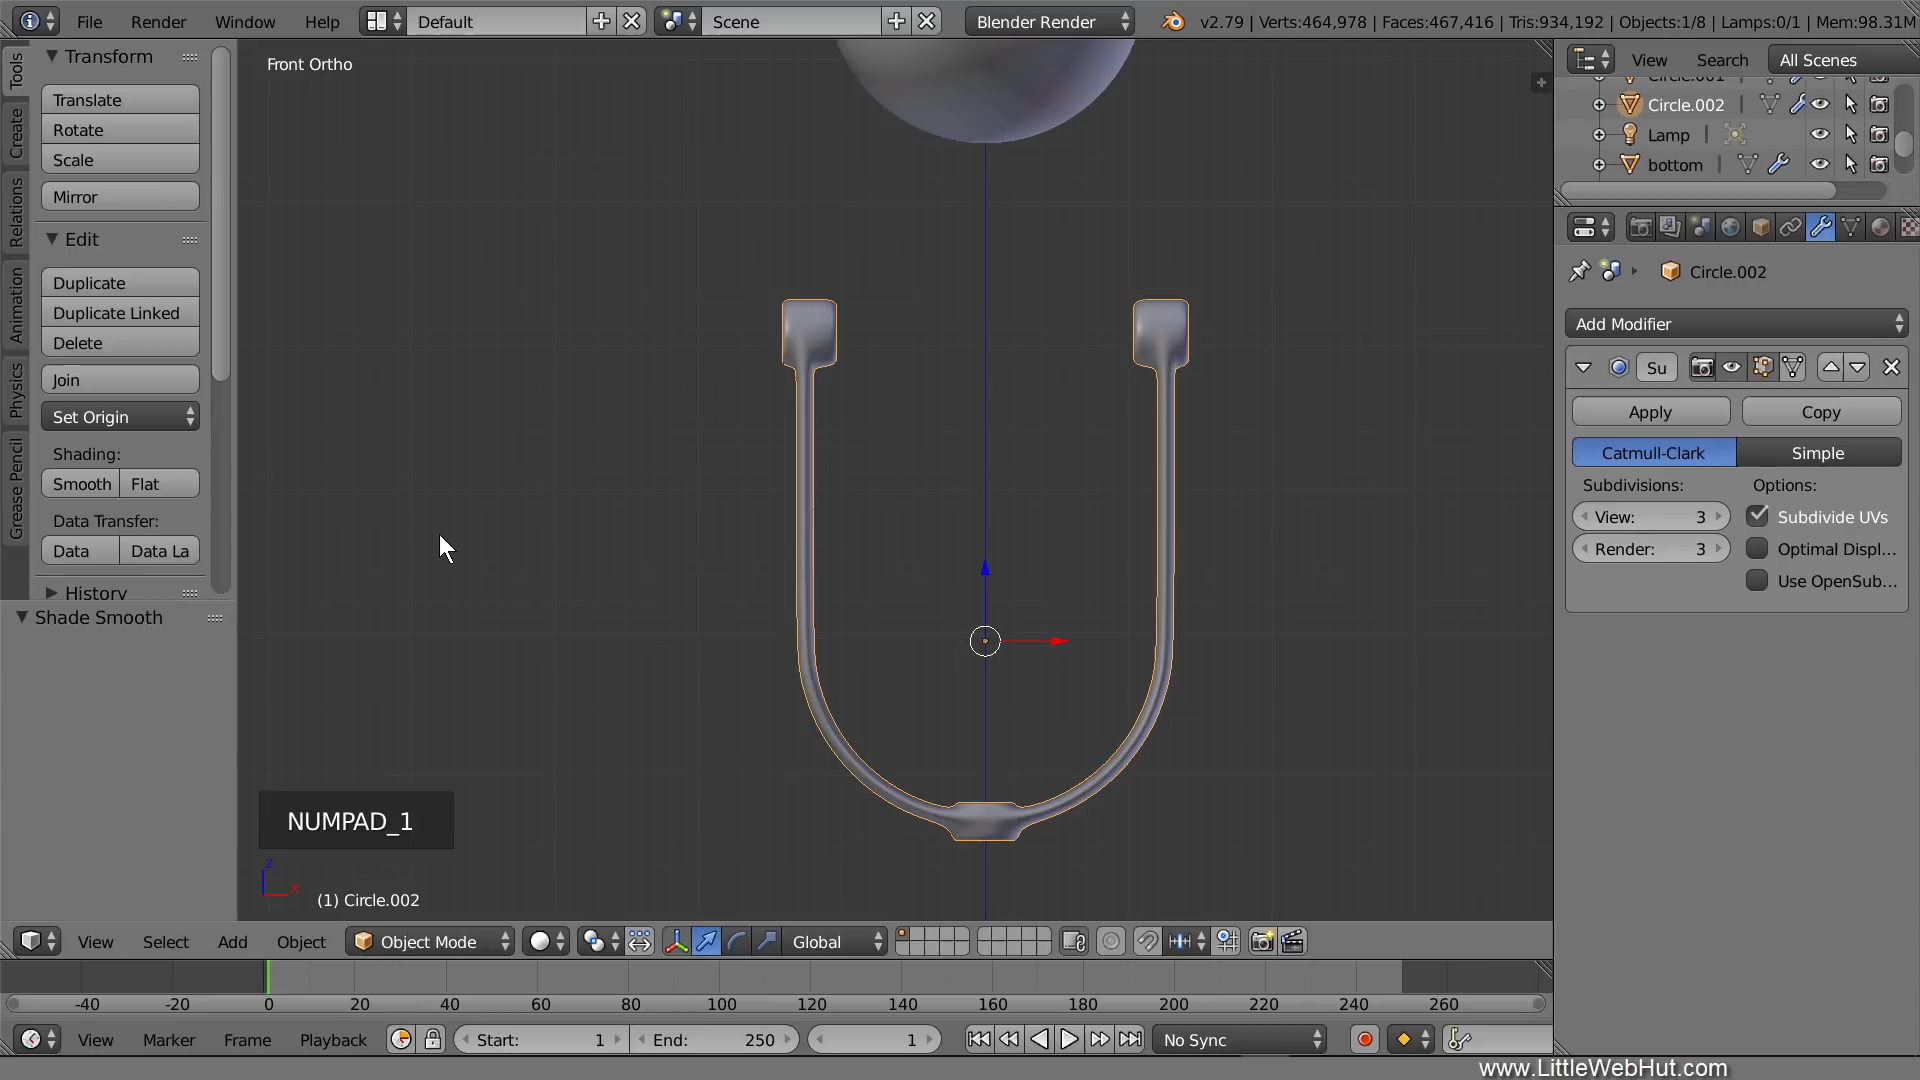 File Render Window Help Default Scene Blender Render v2.79 | Verts:464,978 | Faces:467,416 | Tris:934,192 | Objects:1/8 | Lamps:0/1 | Mem:98.31M
Tools
Create
Relations
Animation
Physics
Grease Pencil
Transform
Translate
Rotate
Scale
Mirror
Edit
Duplicate
Duplicate Linked
Delete
Join
Set Origin
Shading:
Smooth Flat
Data Transfer:
Data Data La
History
Shade Smooth
Front Ortho
NUMPAD_1
z
x
(1) Circle.002
View Select Add Object Object Mode Global
-40 -20 0 20 40 60 80 100 120 140 160 180 200 220 240 260
View Marker Frame Playback Start: 1 End: 250 1 No Sync
View Search All Scenes
Circle.001
Circle.002
Lamp
bottom
Circle.002
Add Modifier
Su
Apply Copy
Catmull-Clark Simple
Subdivisions: Options:
View: 3 Subdivide UVs
Render: 3 Optimal Displ...
Use OpenSub...
www.LittleWebHut.com